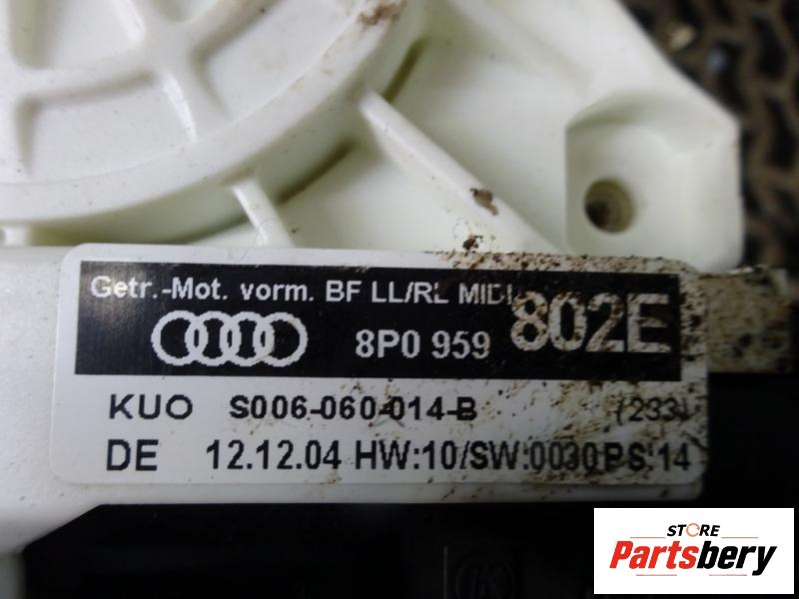 Getr.-Mot. vorm. BF LL/RL MIDI
8P0 959 802E
KUO S006-060-014-B (233)
DE 12.12.04 HW:10/SW:0030PS:14
STORE
Partsbery